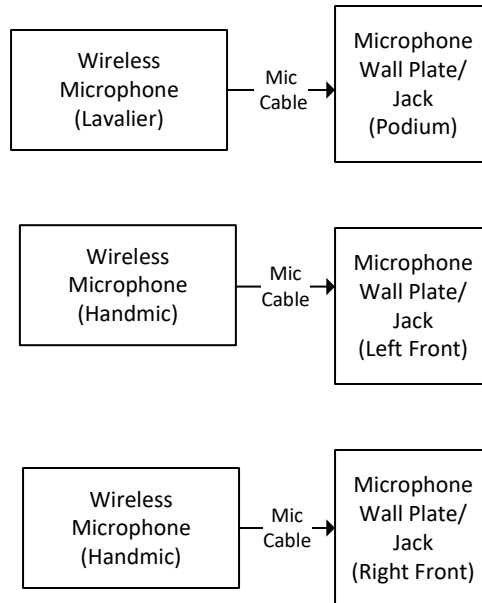 Wireless
Microphone
(Lavalier)
Mic
Cable
Microphone
Wall Plate/
Jack
(Podium)
Wireless
Microphone
(Handmic)
Mic
Cable
Microphone
Wall Plate/
Jack
(Left Front)
Wireless
Microphone
(Handmic)
Mic
Cable
Microphone
Wall Plate/
Jack
(Right Front)